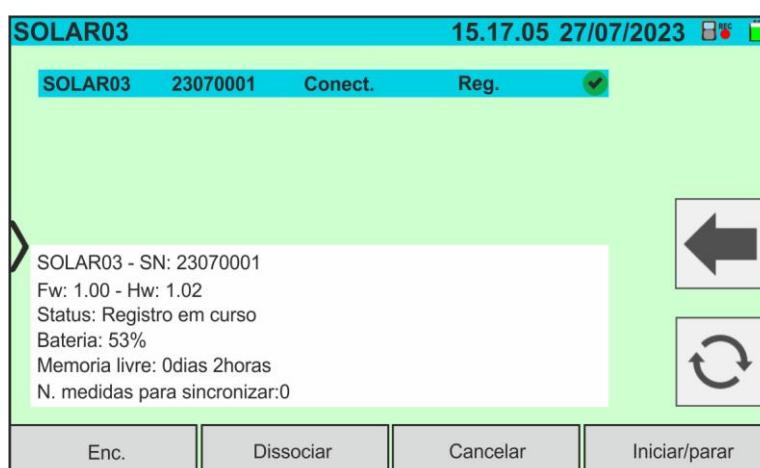 SOLAR03 15.17.05 27/07/2023 REC
SOLAR03 23070001 Conect. Reg.
SOLAR03 - SN: 23070001
Fw: 1.00 - Hw: 1.02
Status: Registro em curso
Bateria: 53%
Memoria livre: 0dias 2horas
N. medidas para sincronizar:0
Enc. Dissociar Cancelar Iniciar/parar